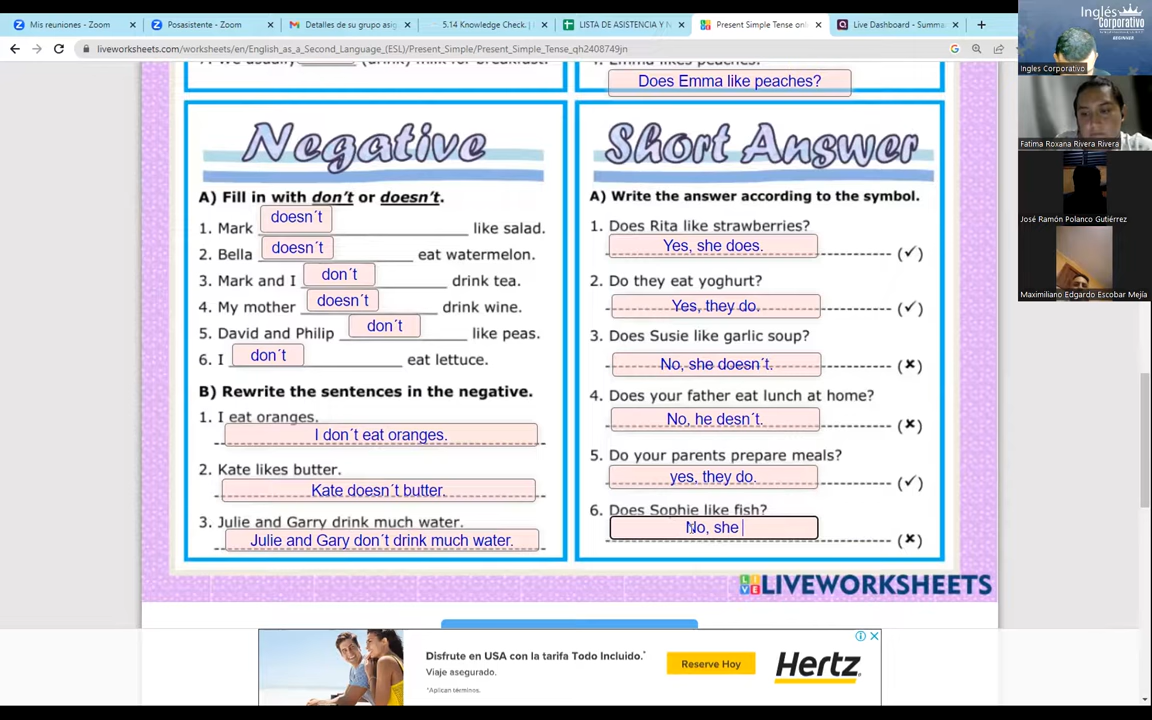 Mis reuniones - Zoom
Posasistente - Zoom
Detalles de su grupo asig
5.14 Knowledge Check. |
LISTA DE ASISTENCIA Y N
Present Simple Tense onl
Live Dashboard - Summa
liveworksheets.com/worksheets/en/English_as_a_Second_Language_(ESL)/Present_Simple/Present_Simple_Tense_qh2408749jn
Inglés
Corporativo
BEGINNER
Ingles Corporativo
Fatima Roxana Rivera Rivera
José Ramón Polanco Gutiérrez
Maximiliano Edgardo Escobar Mejía
(drink) milk for breakfast.
Does Emma like peaches?
Negative
A) Fill in with don't or doesn't.
1. Mark doesn´t like salad.
2. Bella doesn´t eat watermelon.
3. Mark and I don´t drink tea.
4. My mother doesn´t drink wine.
5. David and Philip don´t like peas.
6. I don´t eat lettuce.
B) Rewrite the sentences in the negative.
1. I eat oranges.
I don´t eat oranges.
2. Kate likes butter.
Kate doesn´t butter.
3. Julie and Garry drink much water.
Julie and Gary don´t drink much water.
Short Answer
A) Write the answer according to the symbol.
1. Does Rita like strawberries?
Yes, she does. (✓)
2. Do they eat yoghurt?
Yes, they do. (✓)
3. Does Susie like garlic soup?
No, she doesn´t. (✗)
4. Does your father eat lunch at home?
No, he desn´t. (✗)
5. Do your parents prepare meals?
yes, they do. (✓)
6. Does Sophie like fish?
No, she (✗)
LIVEWORKSHEETS
Disfrute en USA con la tarifa Todo Incluido.*
Viaje asegurado.
*Aplican términos.
Reserve Hoy
Hertz